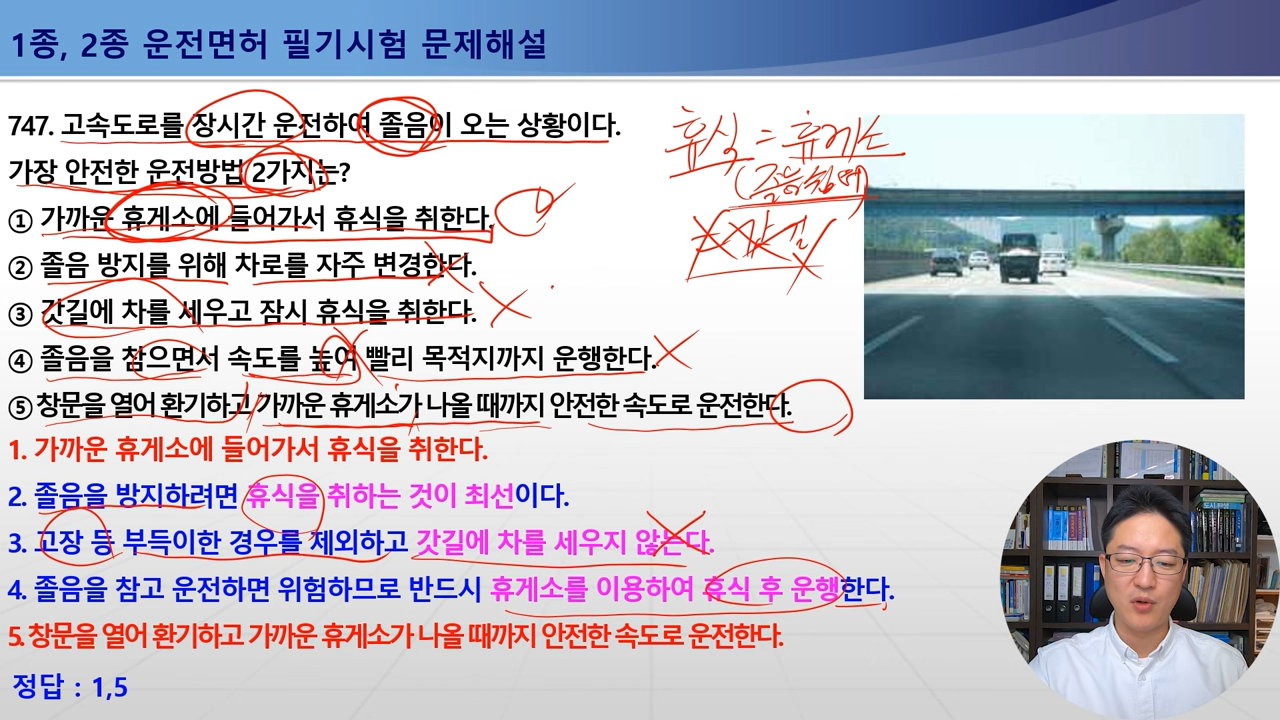 1종, 2종 운전면허 필기시험 문제해설
747. 고속도로를 장시간 운전하여 졸음이 오는 상황이다.
가장 안전한 운전방법 2가지는?
① 가까운 휴게소에 들어가서 휴식을 취한다.
② 졸음 방지를 위해 차로를 자주 변경한다.
③ 갓길에 차를 세우고 잠시 휴식을 취한다.
④ 졸음을 참으면서 속도를 높여 빨리 목적지까지 운행한다.
⑤ 창문을 열어 환기하고 가까운 휴게소가 나올 때까지 안전한 속도로 운전한다.
1. 가까운 휴게소에 들어가서 휴식을 취한다.
2. 졸음을 방지하려면 휴식을 취하는 것이 최선이다.
3. 고장 등 부득이한 경우를 제외하고 갓길에 차를 세우지 않는다.
4. 졸음을 참고 운전하면 위험하므로 반드시 휴게소를 이용하여 휴식 후 운행한다.
5. 창문을 열어 환기하고 가까운 휴게소가 나올 때까지 안전한 속도로 운전한다.
정답 : 1,5
휴식 = 휴게소
갓길